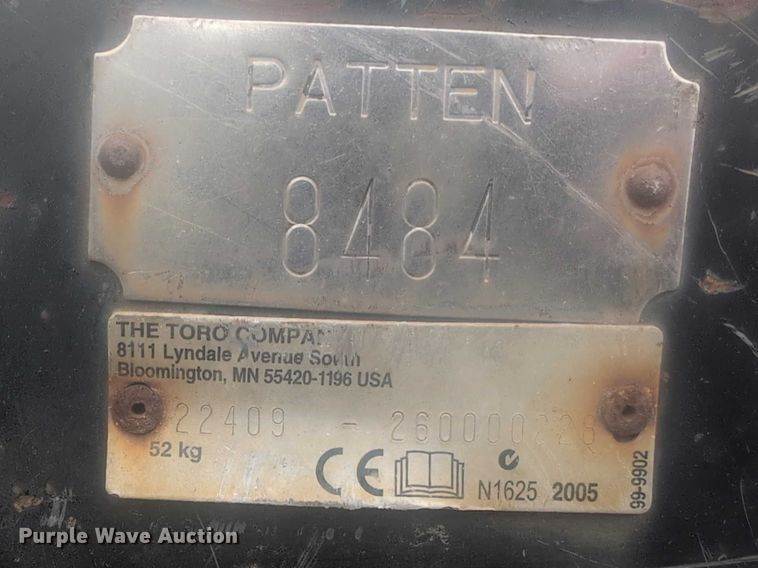 PATTEN
8484
THE TORO COMPAN
8111 Lyndale Avenue South
Bloomington, MN 55420-1196 USA
22409 - 260000228
52 kg
CE N1625 2005
99-9902
Purple Wave Auction®